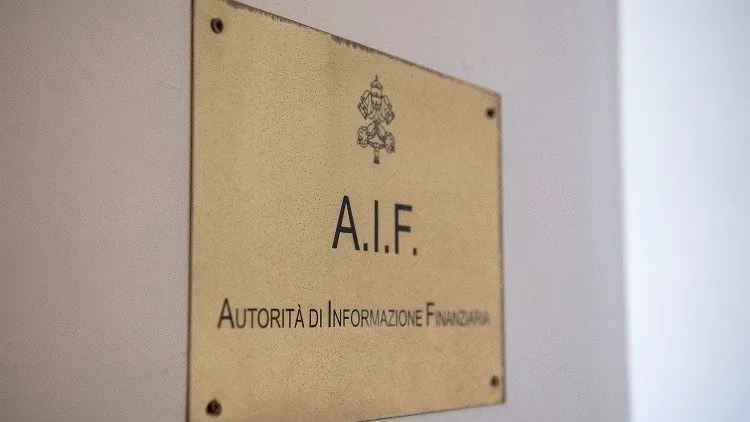 A.I.F.
AUTORITÀ DI INFORMAZIONE FINANZIARIA